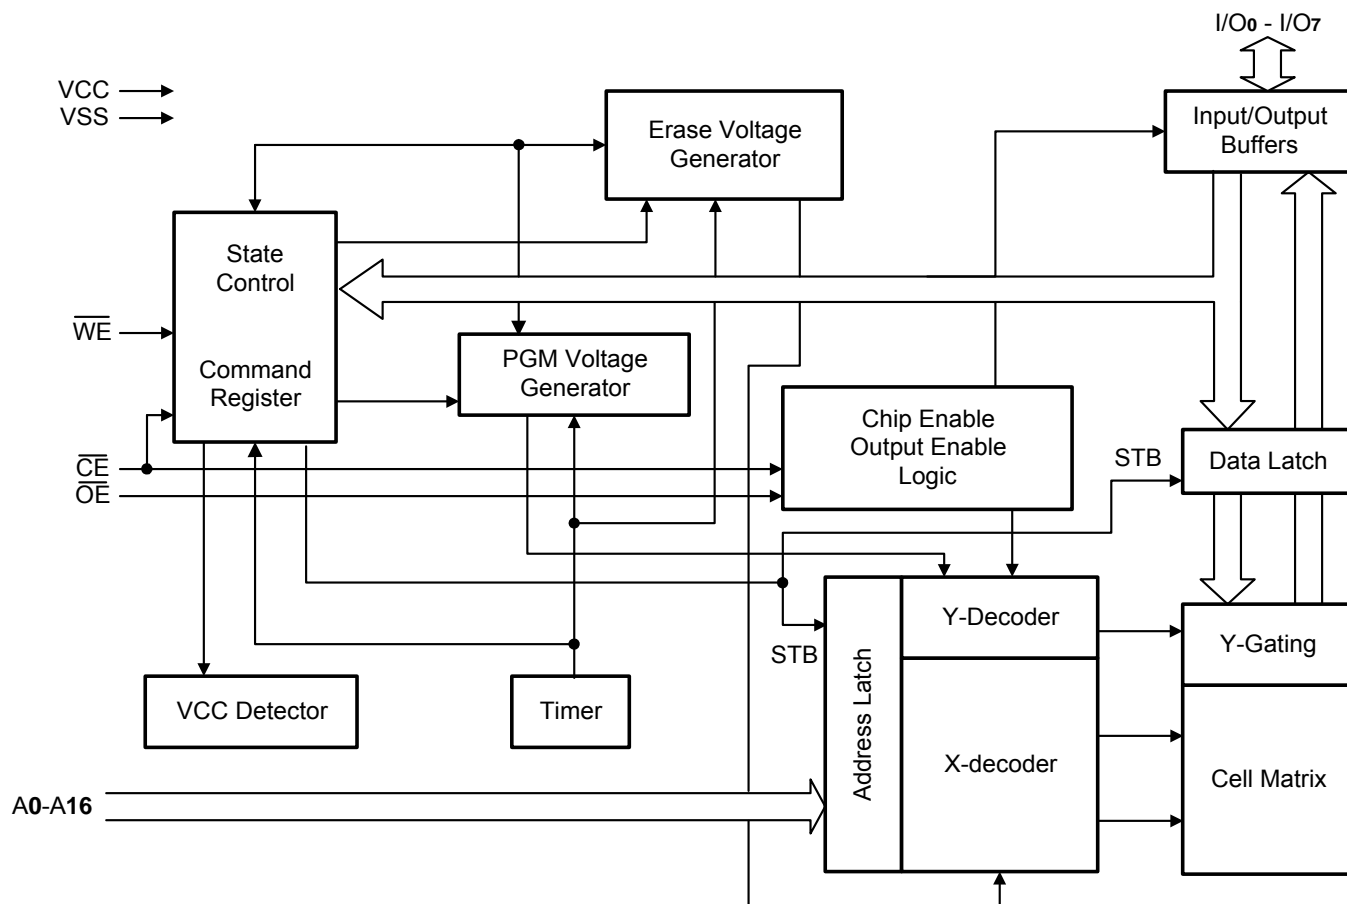 I/O0 - I/O7
VCC
VSS
Erase Voltage
Generator
Input/Output
Buffers
State
Control
WE
Command
Register
PGM Voltage
Generator
Chip Enable
Output Enable
Logic
CE
OE
STB
Data Latch
STB
Address Latch
Y-Decoder
Y-Gating
VCC Detector
Timer
X-decoder
Cell Matrix
A0-A16